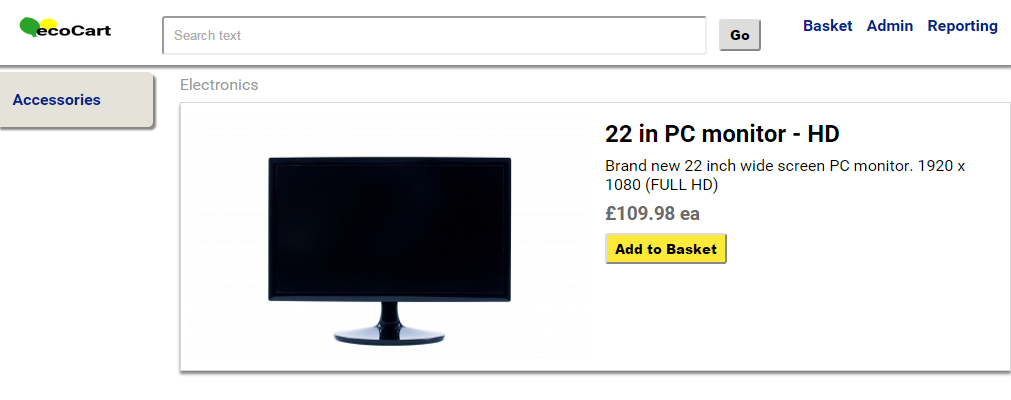 ecoCart
Search text
Go
Basket Admin Reporting
Accessories
Electronics
22 in PC monitor - HD
Brand new 22 inch wide screen PC monitor. 1920 x
1080 (FULL HD)
£109.98 ea
Add to Basket